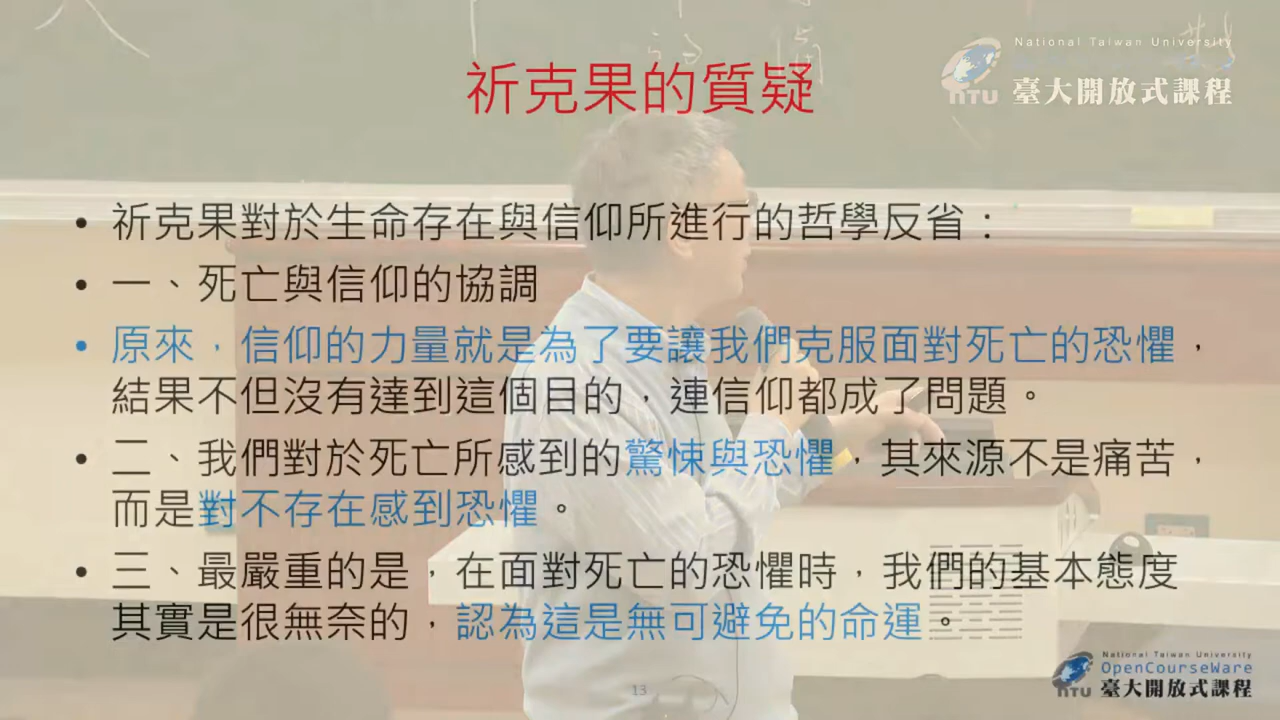 National Taiwan University
NTU 臺大開放式課程
祈克果的質疑
• 祈克果對於生命存在與信仰所進行的哲學反省：
• 一、死亡與信仰的協調
• 原來，信仰的力量就是為了要讓我們克服面對死亡的恐懼，
結果不但沒有達到這個目的，連信仰都成了問題。
• 二、我們對於死亡所感到的驚悚與恐懼，其來源不是痛苦，
而是對不存在感到恐懼。
• 三、最嚴重的是，在面對死亡的恐懼時，我們的基本態度
其實是很無奈的，認為這是無可避免的命運。
13
National Taiwan University
OpenCourseWare
NTU 臺大開放式課程